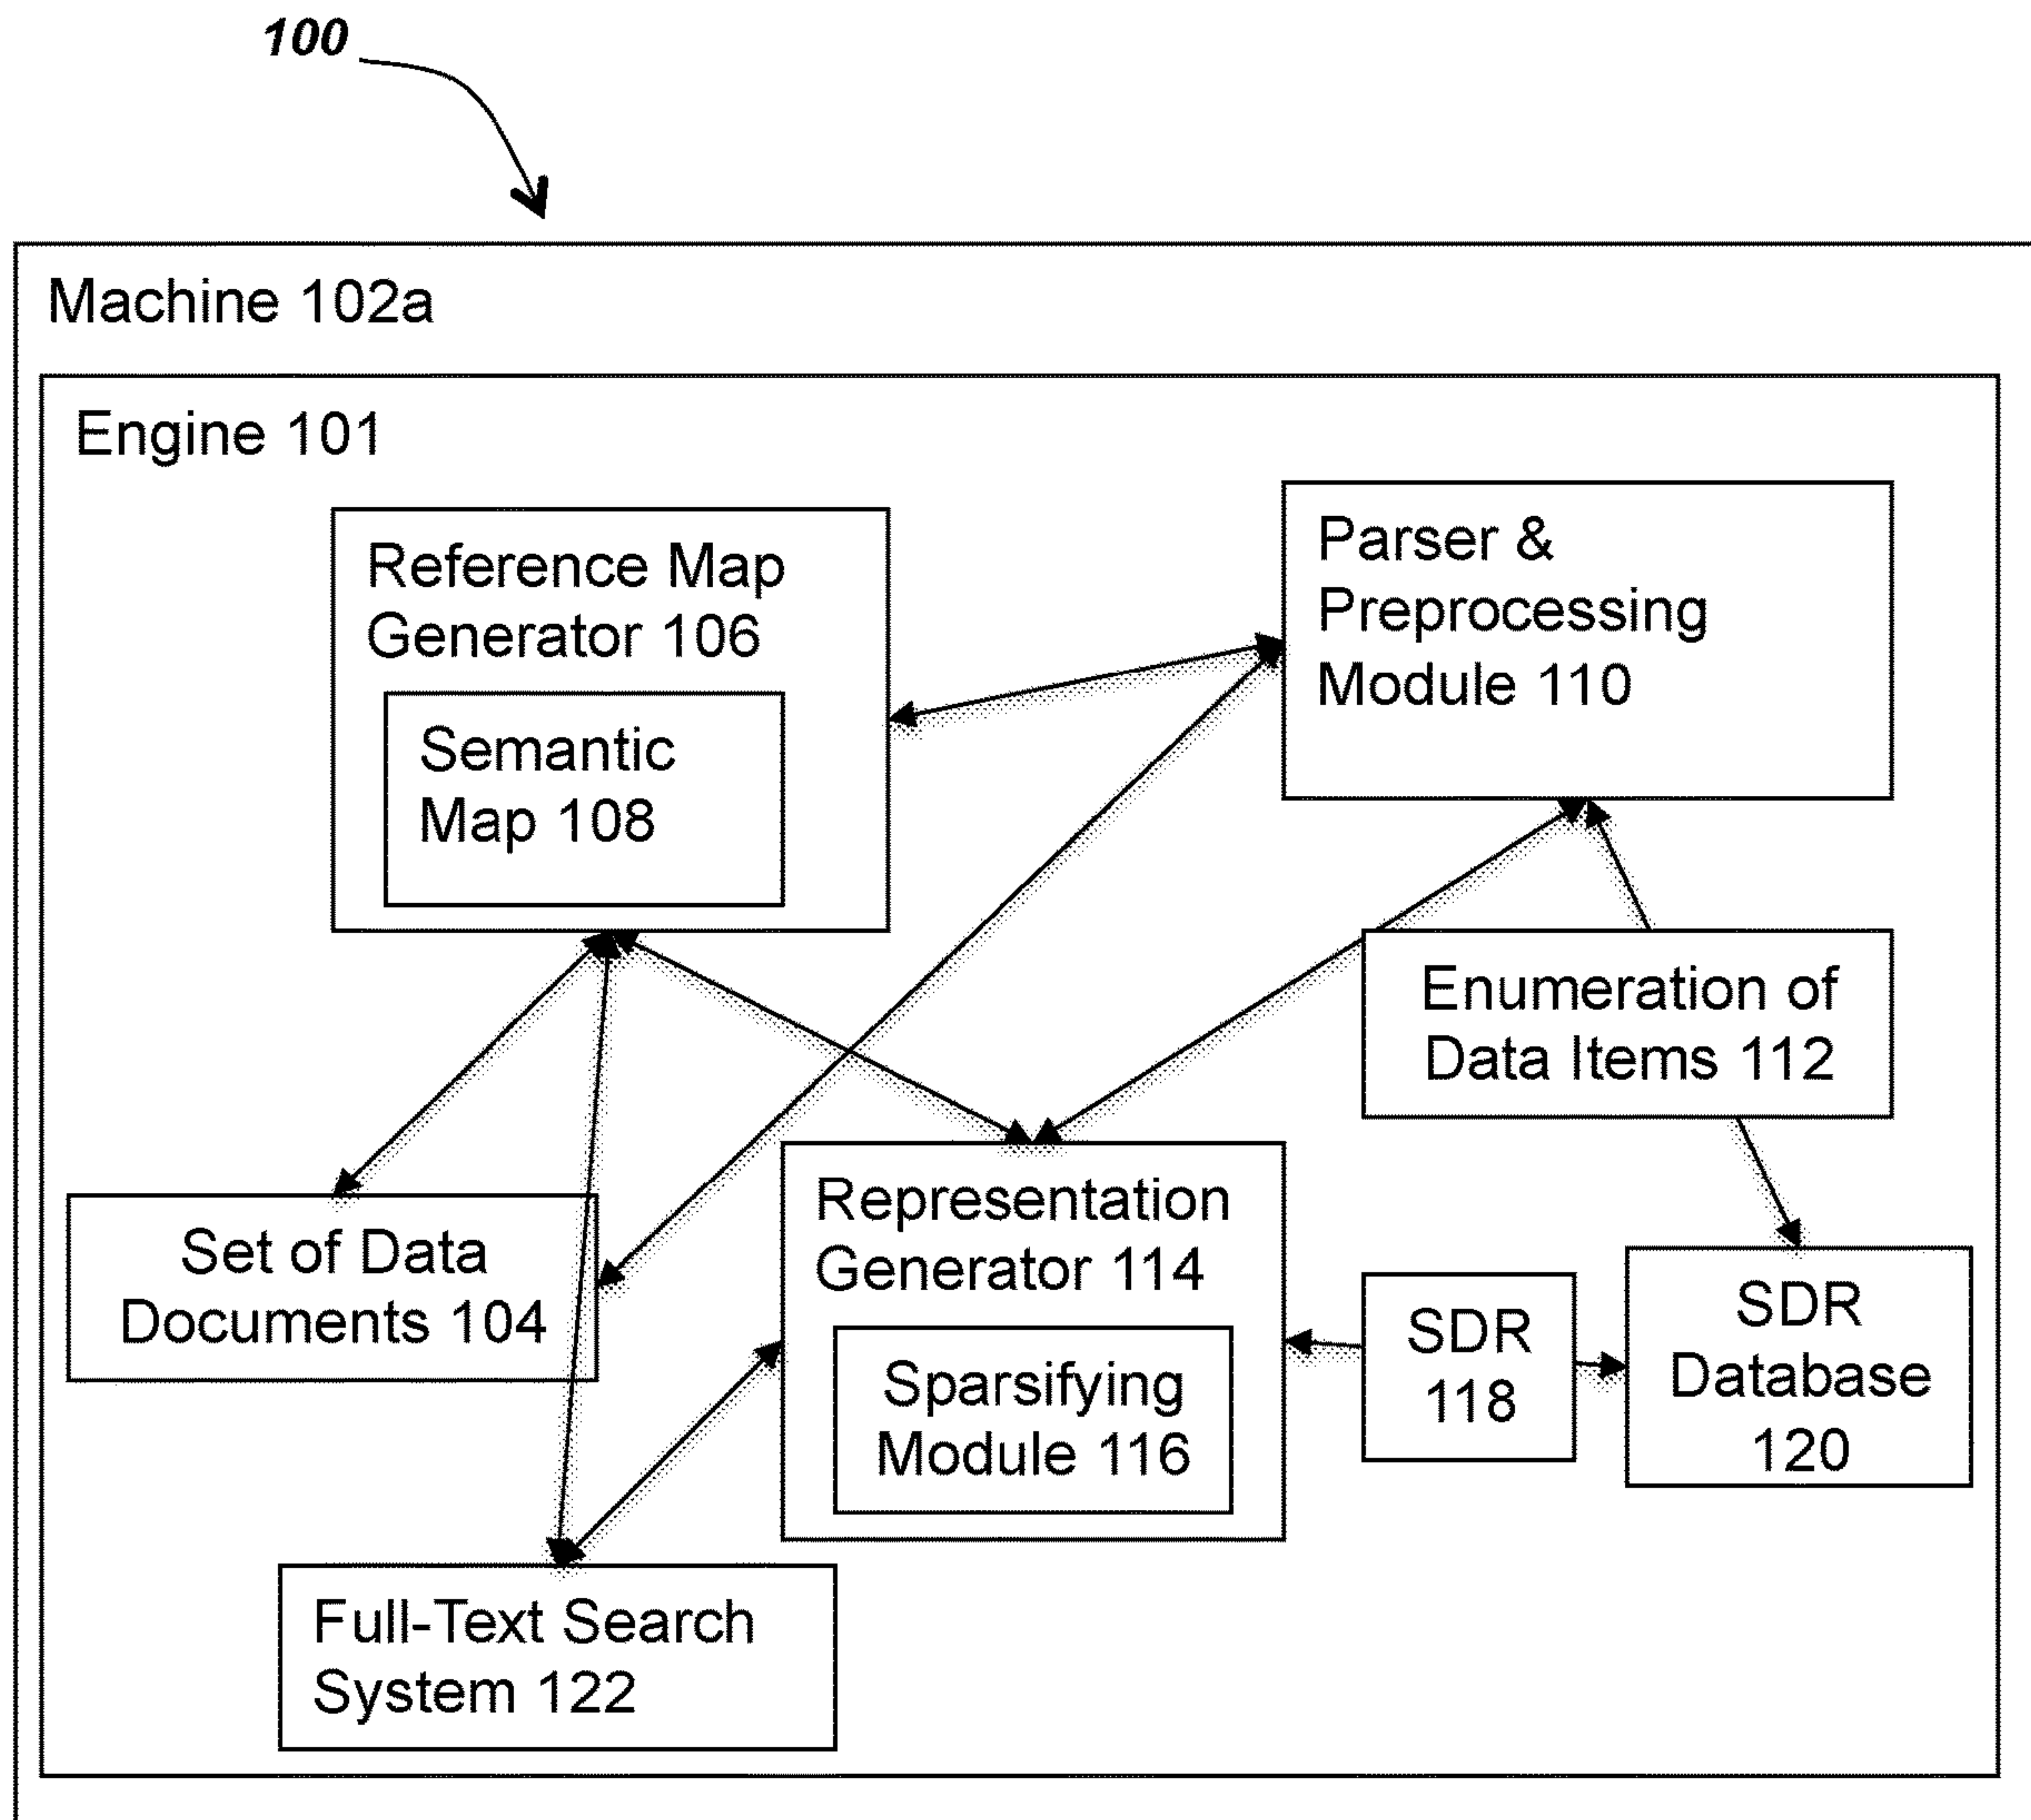 100
Machine 102a
Engine 101
Reference Map
Generator 106
Semantic
Map 108
Parser &
Preprocessing
Module 110
Enumeration of
Data Items 112
Set of Data
Documents 104
Representation
Generator 114
Sparsifying
Module 116
SDR
118
SDR
Database
120
Full-Text Search
System 122